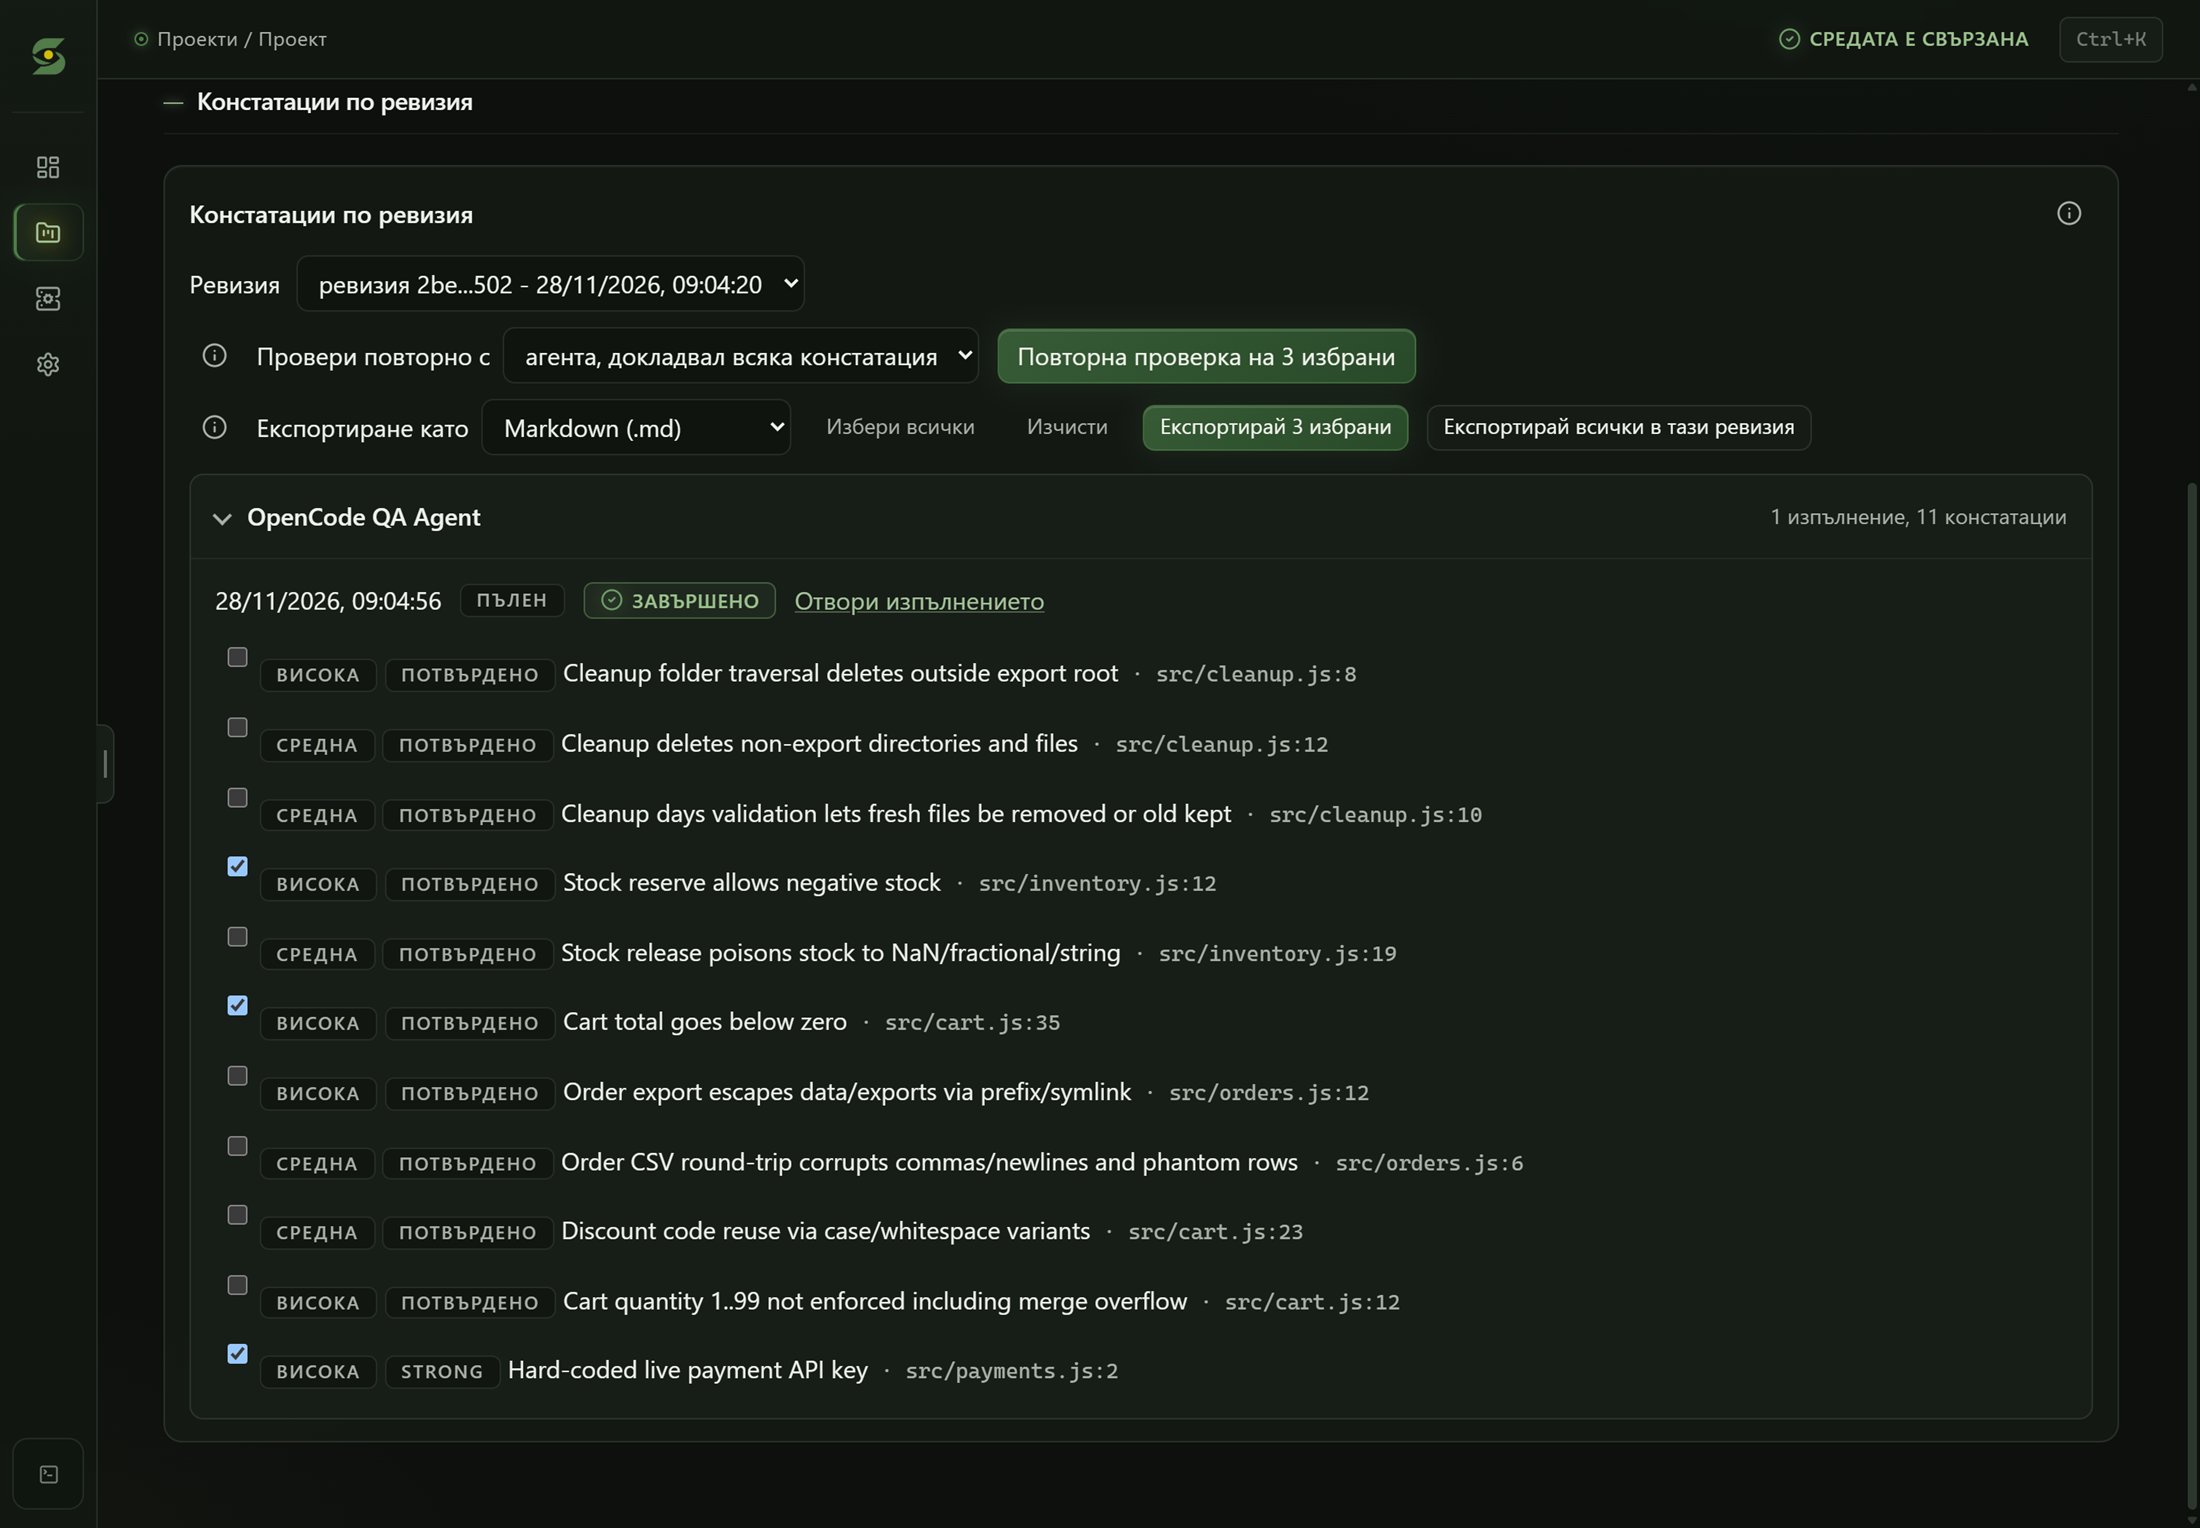 Проекти / Проект
СРЕДАТА Е СВЪРЗАНА
Ctrl+K
Констатации по ревизия
Констатации по ревизия
Ревизия ревизия 2be...502 - 28/11/2026, 09:04:20
Провери повторно с агента, докладвал всяка констатация Повторна проверка на 3 избрани
Експортиране като Markdown (.md) Избери всички Изчисти Експортирай 3 избрани Експортирай всички в тази ревизия
OpenCode QA Agent 1 изпълнение, 11 констатации
28/11/2026, 09:04:56 ПЪЛЕН ЗАВЪРШЕНО Отвори изпълнението
ВИСОКА ПОТВЪРДЕНО Cleanup folder traversal deletes outside export root · src/cleanup.js:8
СРЕДНА ПОТВЪРДЕНО Cleanup deletes non-export directories and files · src/cleanup.js:12
СРЕДНА ПОТВЪРДЕНО Cleanup days validation lets fresh files be removed or old kept · src/cleanup.js:10
ВИСОКА ПОТВЪРДЕНО Stock reserve allows negative stock · src/inventory.js:12
СРЕДНА ПОТВЪРДЕНО Stock release poisons stock to NaN/fractional/string · src/inventory.js:19
ВИСОКА ПОТВЪРДЕНО Cart total goes below zero · src/cart.js:35
ВИСОКА ПОТВЪРДЕНО Order export escapes data/exports via prefix/symlink · src/orders.js:12
СРЕДНА ПОТВЪРДЕНО Order CSV round-trip corrupts commas/newlines and phantom rows · src/orders.js:6
СРЕДНА ПОТВЪРДЕНО Discount code reuse via case/whitespace variants · src/cart.js:23
ВИСОКА ПОТВЪРДЕНО Cart quantity 1..99 not enforced including merge overflow · src/cart.js:12
ВИСОКА STRONG Hard-coded live payment API key · src/payments.js:2